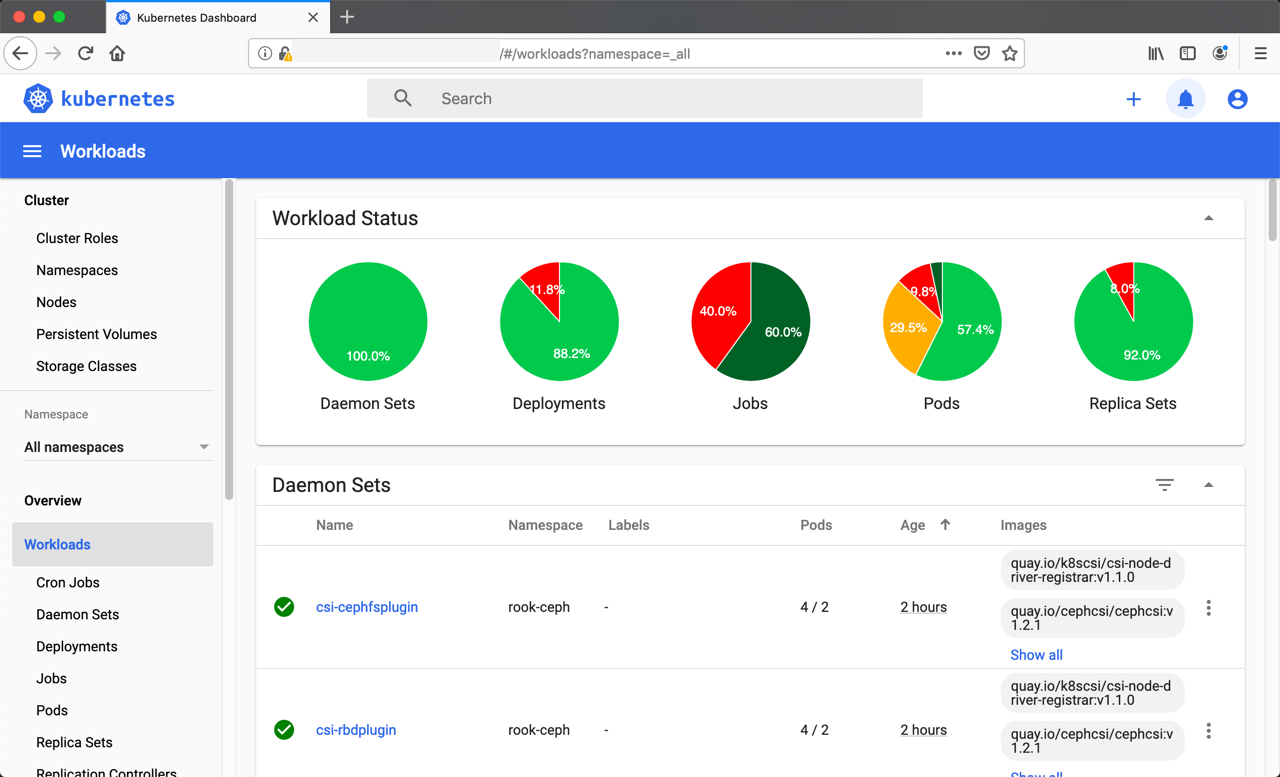 Kubernetes Dashboard
/#/workloads?namespace=_all
kubernetes
Search
Workloads
Cluster
Cluster Roles
Namespaces
Nodes
Persistent Volumes
Storage Classes
Namespace
All namespaces
Overview
Workloads
Cron Jobs
Daemon Sets
Deployments
Jobs
Pods
Replica Sets
Replication Controllers
Workload Status
100.0%
Daemon Sets
11.8%
88.2%
Deployments
40.0%
60.0%
Jobs
9.8%
29.5%
57.4%
Pods
8.0%
92.0%
Replica Sets
Daemon Sets
Name Namespace Labels Pods Age Images
csi-cephfsplugin rook-ceph - 4 / 2 2 hours
quay.io/k8scsi/csi-node-d
river-registrar:v1.1.0
quay.io/cephcsi/cephcsi:v
1.2.1
Show all
csi-rbdplugin rook-ceph - 4 / 2 2 hours
quay.io/k8scsi/csi-node-d
river-registrar:v1.1.0
quay.io/cephcsi/cephcsi:v
1.2.1
Show all